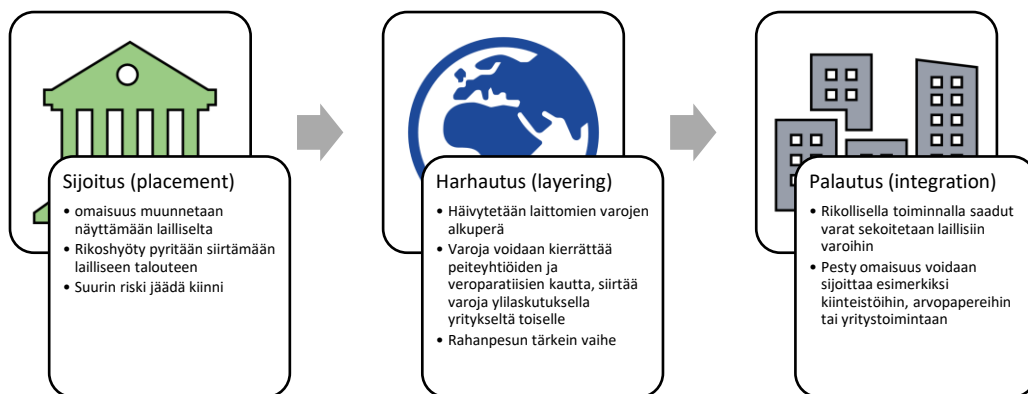 Sijoitus (placement)
• omaisuus muunnetaan
näyttämään lailliselta
• Rikoshyöty pyritään siirtämään
lailliseen talouteen
• Suurin riski jäädä kiinni
Harhautus (layering)
• Häivytetään laittomien varojen
alkuperä
• Varoja voidaan kierrättää
peiteyhtiöiden ja
veroparatiisien kautta, siirtää
varoja ylilaskutuksella
yritykseltä toiselle
• Rahanpesun tärkein vaihe
Palautus (integration)
• Rikollisella toiminnalla saadut
varat sekoitetaan laillisiin
varoihin
• Pesty omaisuus voidaan
sijoittaa esimerkiksi
kiinteistöihin, arvopapereihin
tai yritystoimintaan